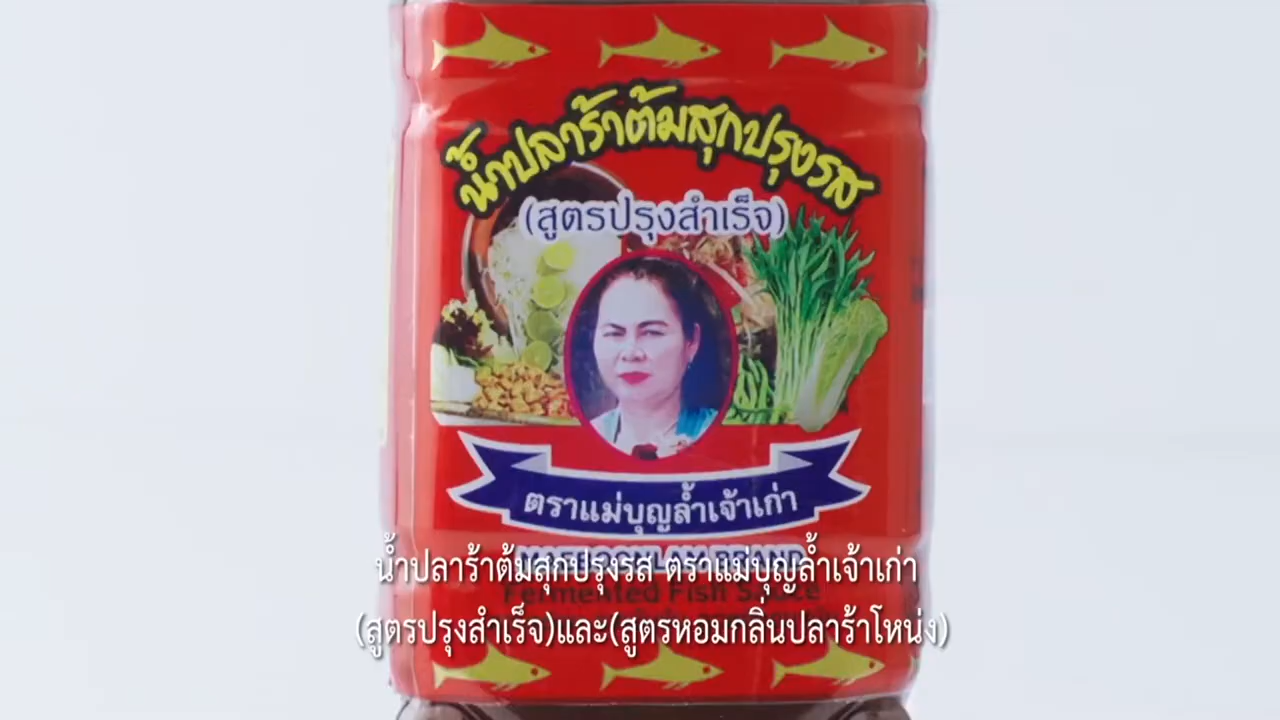 น้ำปลาร้าต้มสุกปรุงรส
(สูตรปรุงสำเร็จ)
ตราแม่บุญล้ำเจ้าเก่า
น้ำปลาร้าต้มสุกปรุงรส ตราแม่บุญล้ำเจ้าเก่า
Fermented Fish Sauce
(สูตรปรุงสำเร็จ)และ(สูตรหอมกลิ่นปลาร้าโหน่ง)